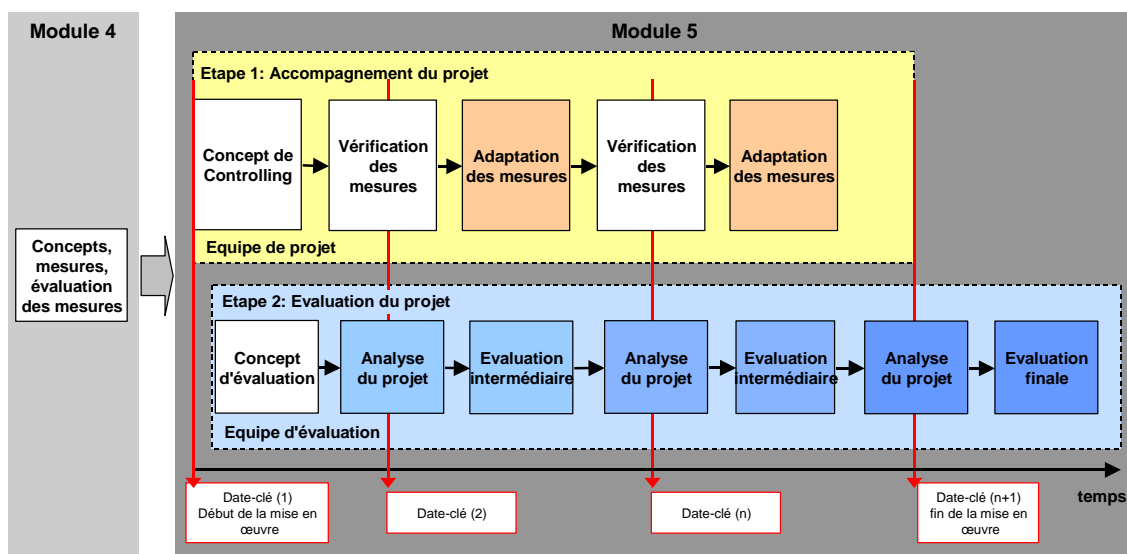 Module 4
Module 5
Etape 1: Accompagnement du projet
Concept de
Controlling
Vérification
des
mesures
Adaptation
des mesures
Vérification
des
mesures
Adaptation
des mesures
Equipe de projet
Concepts,
mesures,
évaluation
des mesures
Etape 2: Evaluation du projet
Concept
d'évaluation
Analyse
du projet
Evaluation
intermédiaire
Analyse
du projet
Evaluation
intermédiaire
Analyse
du projet
Evaluation
finale
Equipe d'évaluation
temps
Date-clé (1)
Début de la mise en
œuvre
Date-clé (2)
Date-clé (n)
Date-clé (n+1)
fin de la mise en
œuvre